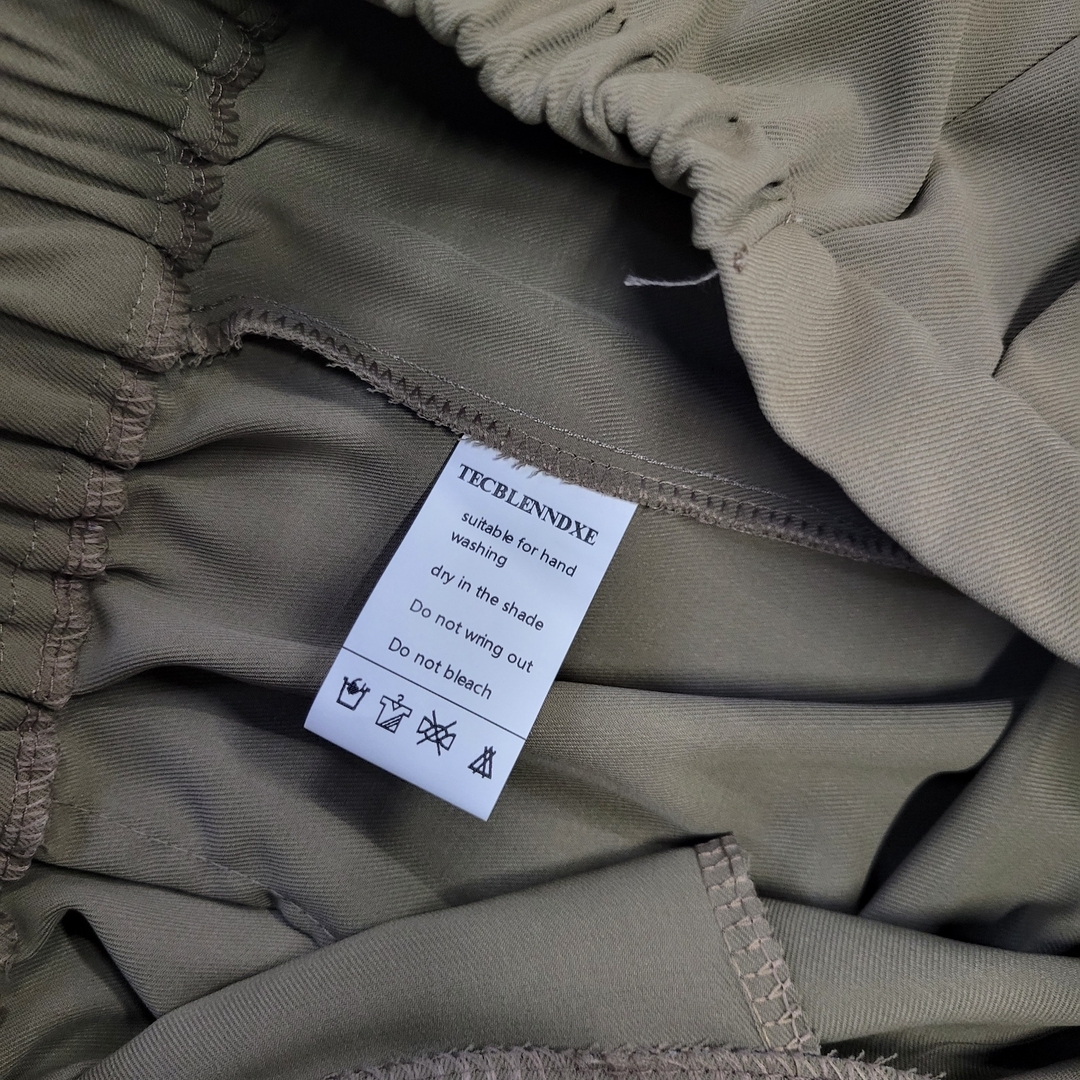 TECBLENNDXE
suitable for hand
washing
dry in the shade
Do not wring out
Do not bleach